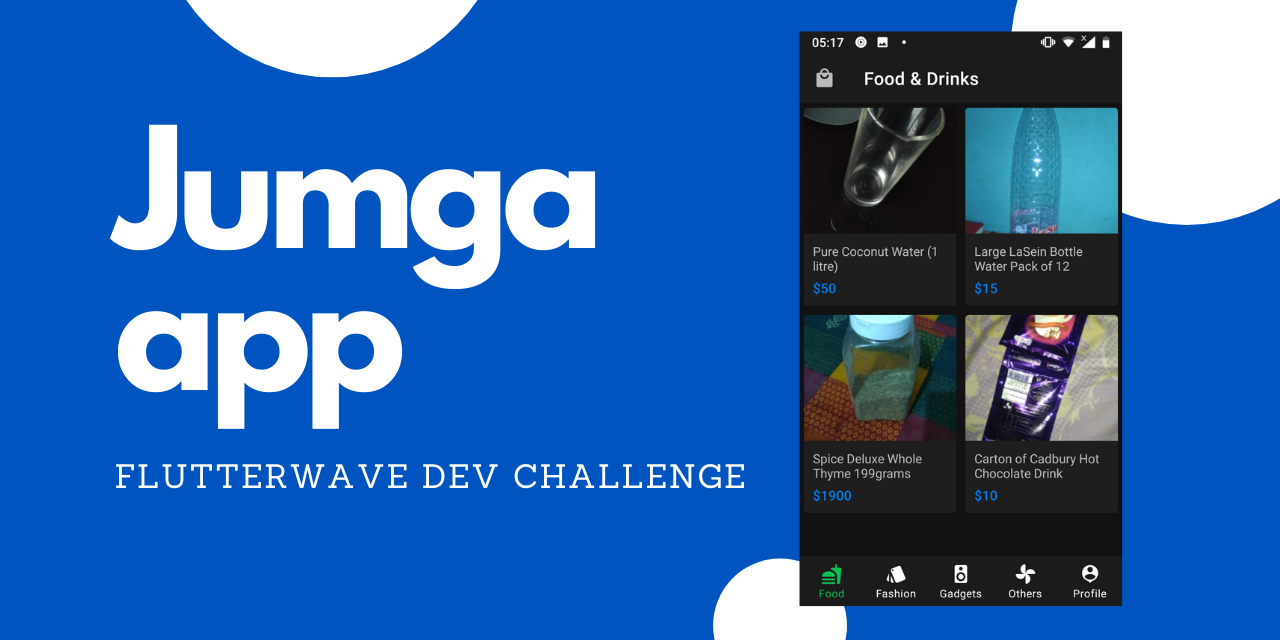 Jumga
app
FLUTTERWAVE DEV CHALLENGE
05:17
Food & Drinks
Pure Coconut Water (1
litre)
$50
Large LaSein Bottle
Water Pack of 12
$15
Spice Deluxe Whole
Thyme 199grams
$1900
Carton of Cadbury Hot
Chocolate Drink
$10
Food
Fashion
Gadgets
Others
Profile